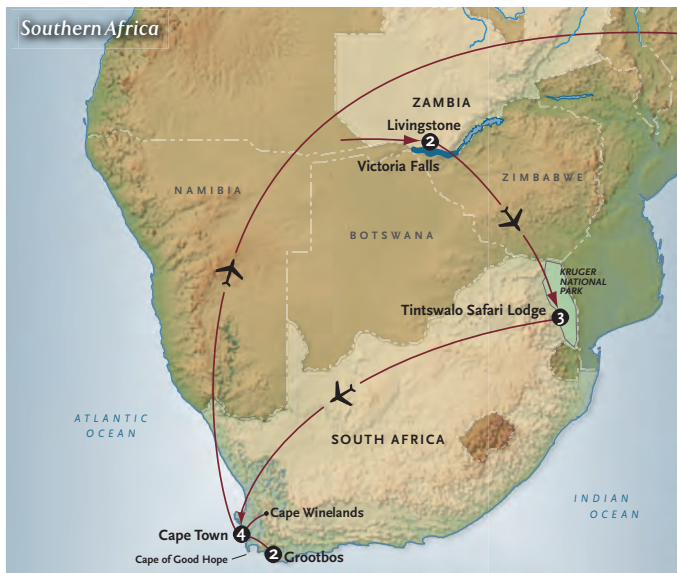 Southern Africa
ZAMBIA
Livingstone
2
Victoria Falls
ZIMBABWE
NAMIBIA
BOTSWANA
KRUGER
NATIONAL
PARK
Tintswalo Safari Lodge
3
ATLANTIC
OCEAN
SOUTH AFRICA
INDIAN
OCEAN
Cape Winelands
Cape Town
4
Cape of Good Hope
2
Grootbos